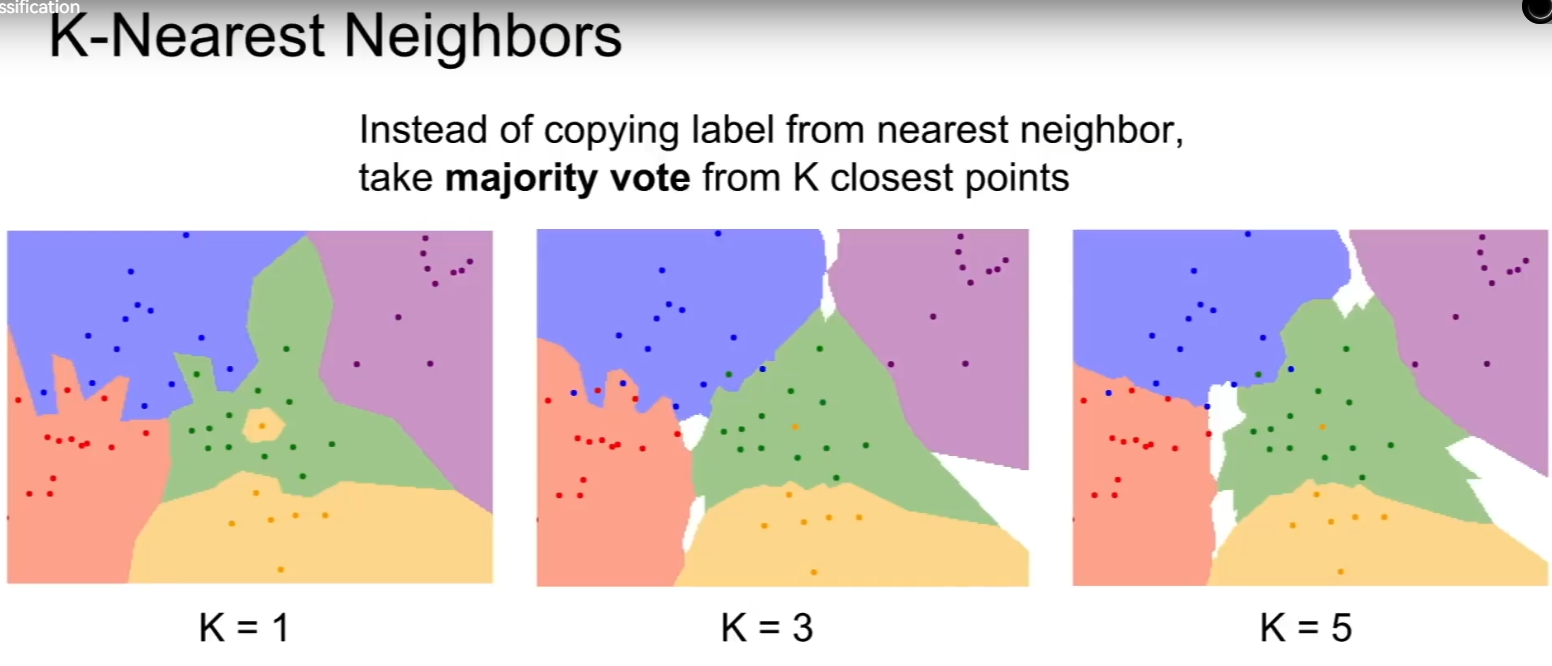 ssification
K-Nearest Neighbors
Instead of copying label from nearest neighbor,
take majority vote from K closest points
K = 1
K = 3
K = 5